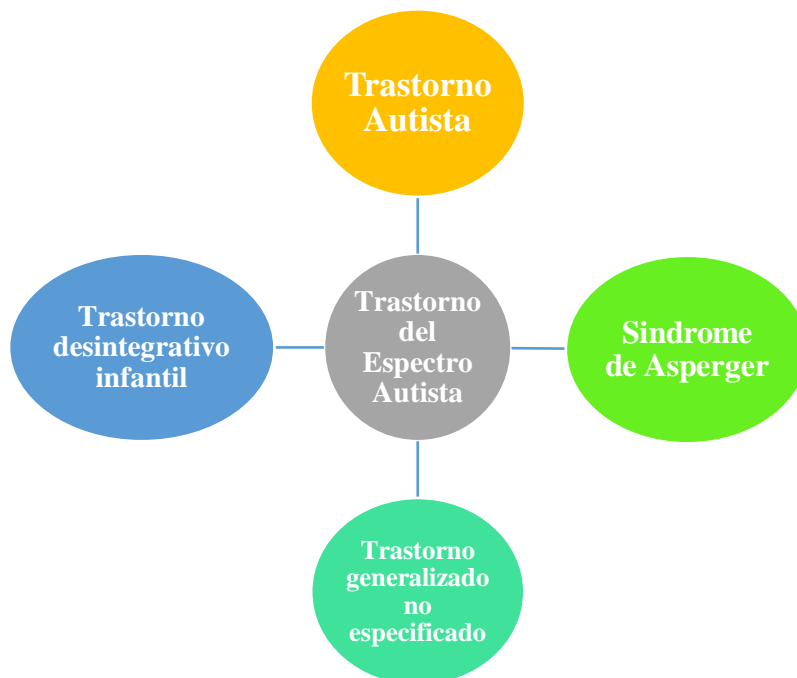 Trastorno
Autista
Trastorno
desintegrativo
infantil
Trastorno
del
Espectro
Autista
Sindrome
de Asperger
Trastorno
generalizado
no
especificado